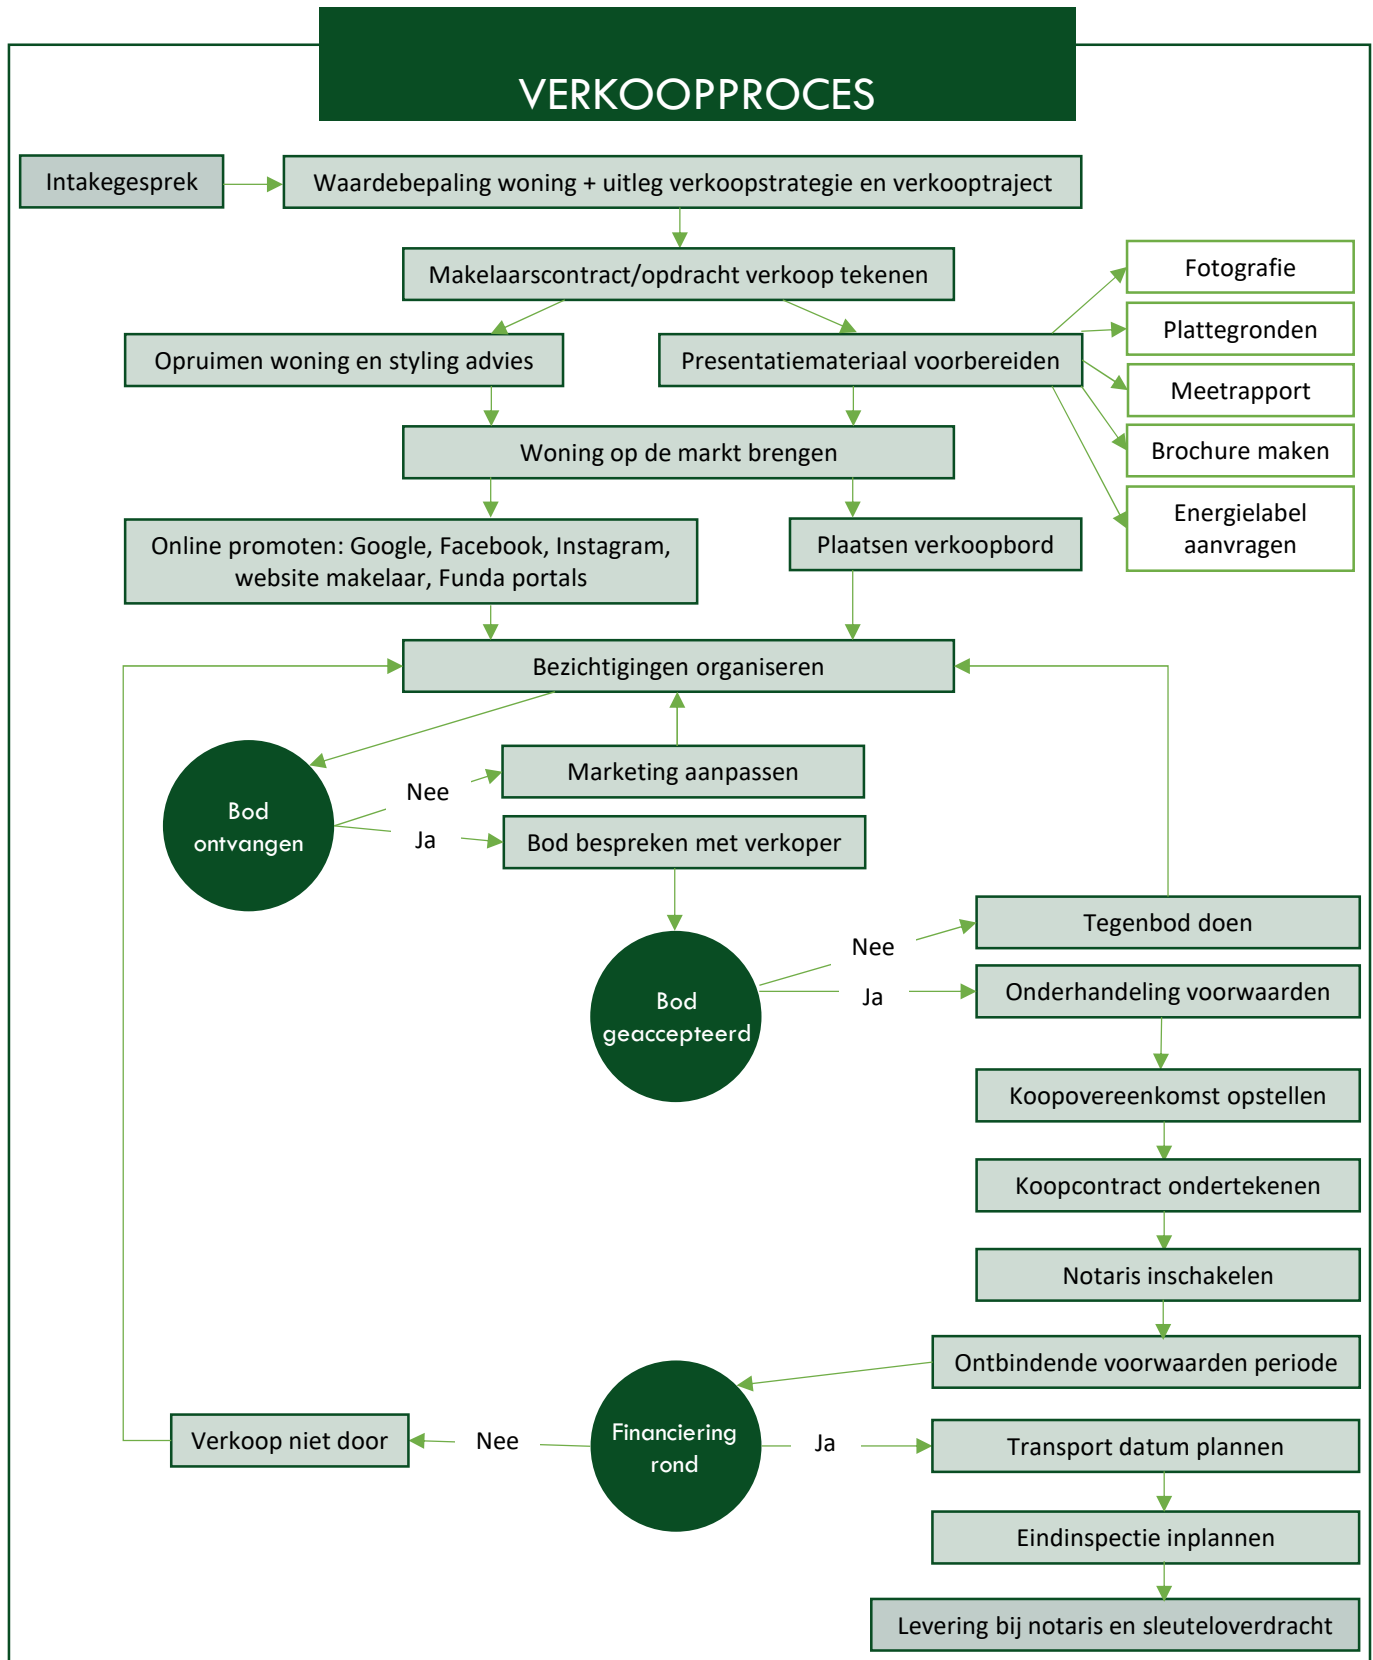 VERKOOPPROCES
Intakegesprek
Waardebepaling woning + uitleg verkoopstrategie en verkooptraject
Makelaarscontract/opdracht verkoop tekenen
Fotografie
Plattegronden
Meetrapport
Brochure maken
Energielabel
aanvragen
Opruimen woning en styling advies
Presentatiemateriaal voorbereiden
Woning op de markt brengen
Online promoten: Google, Facebook, Instagram,
website makelaar, Funda portals
Plaatsen verkoopbord
Bezichtigingen organiseren
Bod
ontvangen
Nee
Marketing aanpassen
Ja
Bod bespreken met verkoper
Bod
geaccepteerd
Nee
Tegenbod doen
Ja
Onderhandeling voorwaarden
Koopovereenkomst opstellen
Koopcontract ondertekenen
Notaris inschakelen
Ontbindende voorwaarden periode
Financiering
rond
Nee
Verkoop niet door
Ja
Transport datum plannen
Eindinspectie inplannen
Levering bij notaris en sleuteloverdracht